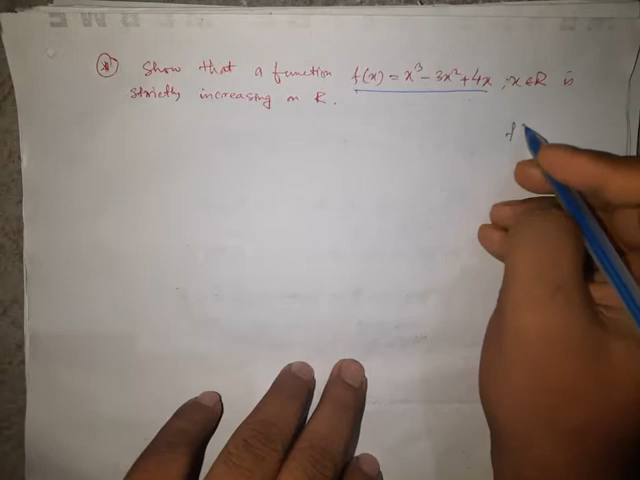 Show that a function f(x) = x³ - 3x² + 4x ; x∈R is
strictly increasing on R.
f